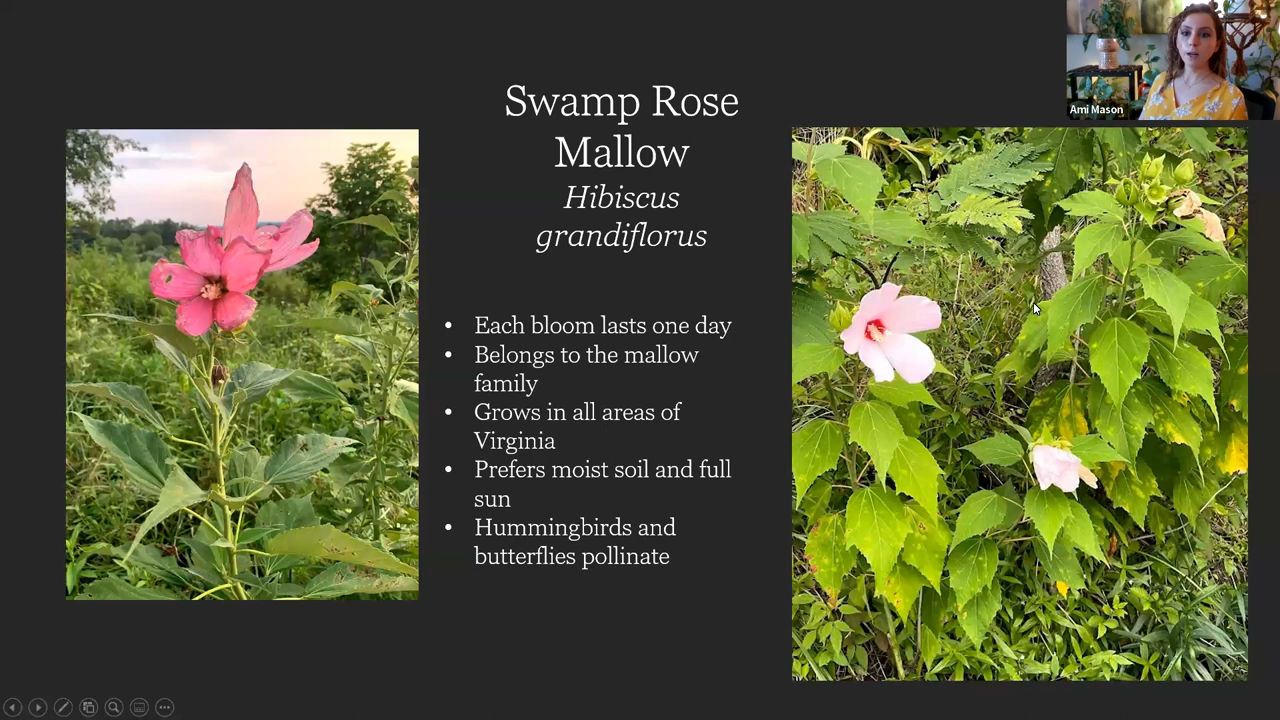 Ami Mason
Swamp Rose
Mallow
Hibiscus
grandiflorus
• Each bloom lasts one day
• Belongs to the mallow
family
• Grows in all areas of
Virginia
• Prefers moist soil and full
sun
• Hummingbirds and
butterflies pollinate